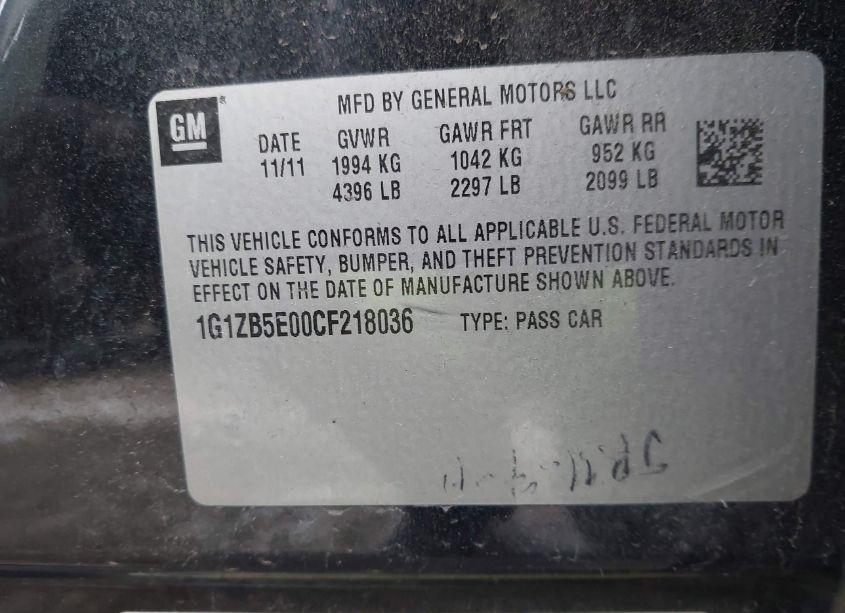 GM®
MFD BY GENERAL MOTORS LLC
DATE GVWR GAWR FRT GAWR RR
11/11 1994 KG 1042 KG 952 KG
4396 LB 2297 LB 2099 LB
THIS VEHICLE CONFORMS TO ALL APPLICABLE U.S. FEDERAL MOTOR
VEHICLE SAFETY, BUMPER, AND THEFT PREVENTION STANDARDS IN
EFFECT ON THE DATE OF MANUFACTURE SHOWN ABOVE.
1G1ZB5E00CF218036 TYPE: PASS CAR